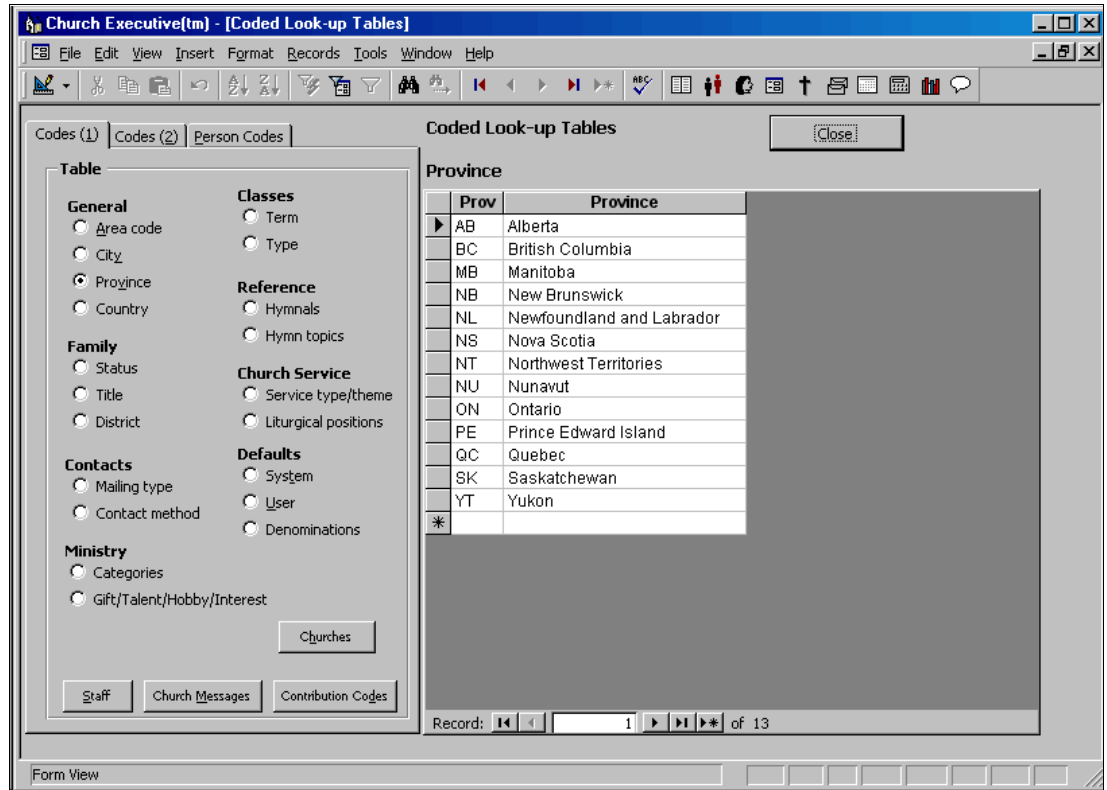 Church Executive(tm) - [Coded Look-up Tables]
File Edit View Insert Format Records Tools Window Help
Codes (1) Codes (2) Person Codes
Table
General
Area code
City
Province
Country
Family
Status
Title
District
Contacts
Mailing type
Contact method
Ministry
Categories
Gift/Talent/Hobby/Interest
Classes
Term
Type
Reference
Hymnals
Hymn topics
Church Service
Service type/theme
Liturgical positions
Defaults
System
User
Denominations
Churches
Staff Church Messages Contribution Codes
Coded Look-up Tables
Close
Province
Prov Province
AB Alberta
BC British Columbia
MB Manitoba
NB New Brunswick
NL Newfoundland and Labrador
NS Nova Scotia
NT Northwest Territories
NU Nunavut
ON Ontario
PE Prince Edward Island
QC Quebec
SK Saskatchewan
YT Yukon
Record: 1 of 13
Form View